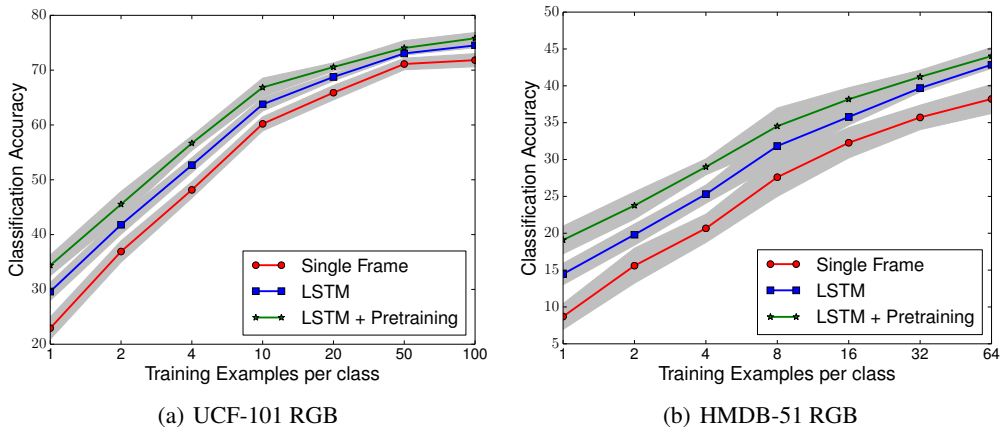 80
70
60
50
40
30
20
Classification Accuracy
1 2 4 10 20 50 100
Training Examples per class
Single Frame
LSTM
LSTM + Pretraining
(a) UCF-101 RGB
50
45
40
35
30
25
20
15
10
5
Classification Accuracy
1 2 4 8 16 32 64
Training Examples per class
Single Frame
LSTM
LSTM + Pretraining
(b) HMDB-51 RGB